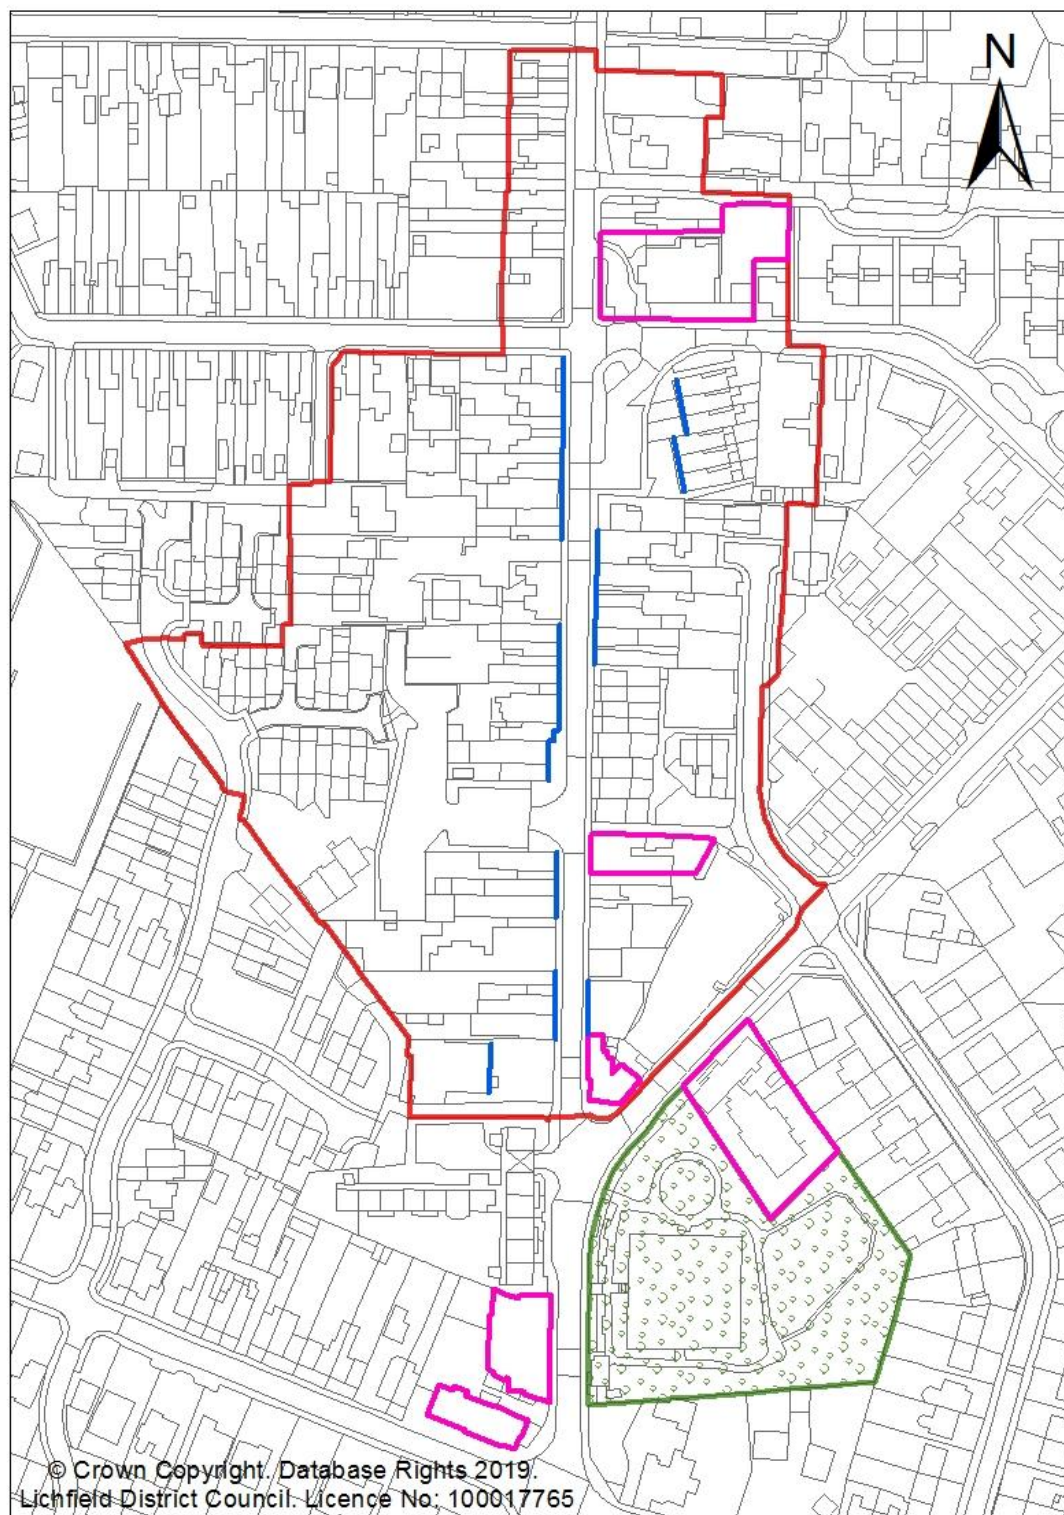 N
© Crown Copyright. Database Rights 2019.
Lichfield District Council. Licence No: 100017765